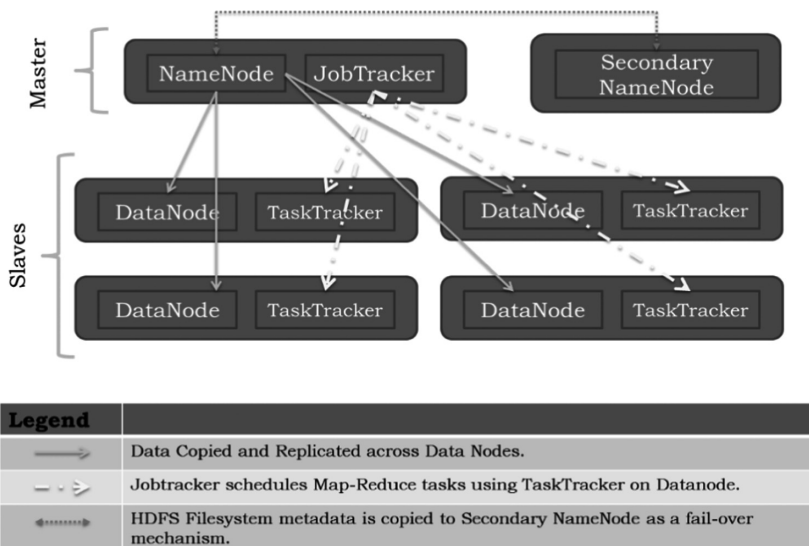 Master
NameNode
JobTracker
Secondary
NameNode
Slaves
DataNode
TaskTracker
DataNode
TaskTracker
DataNode
TaskTracker
DataNode
TaskTracker
Legend
Data Copied and Replicated across Data Nodes.
Jobtracker schedules Map-Reduce tasks using TaskTracker on Datanode.
HDFS Filesystem metadata is copied to Secondary NameNode as a fail-over
mechanism.